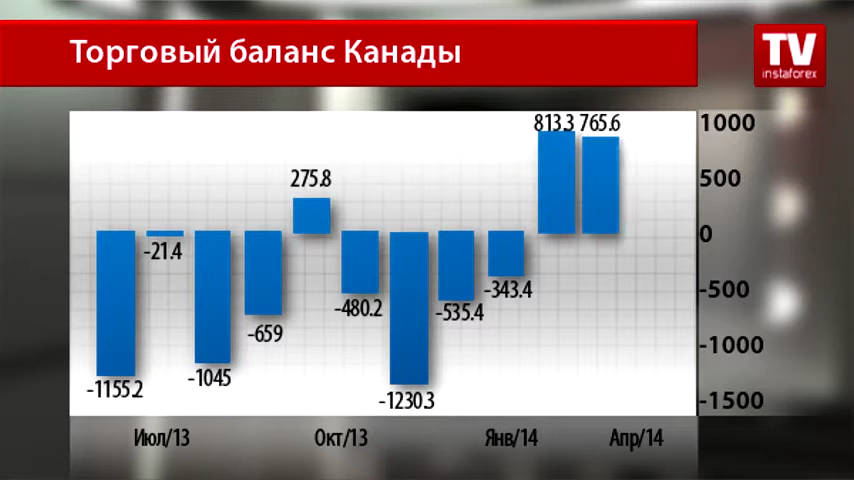 Торговый баланс Канады
TV
instaforex
813.3 765.6
1000
275.8
500
-21.4
0
-480.2
-343.4
-535.4
-500
-659
-1155.2
-1045
-1230.3
-1000
-1500
Июл/13
Окт/13
Янв/14
Апр/14